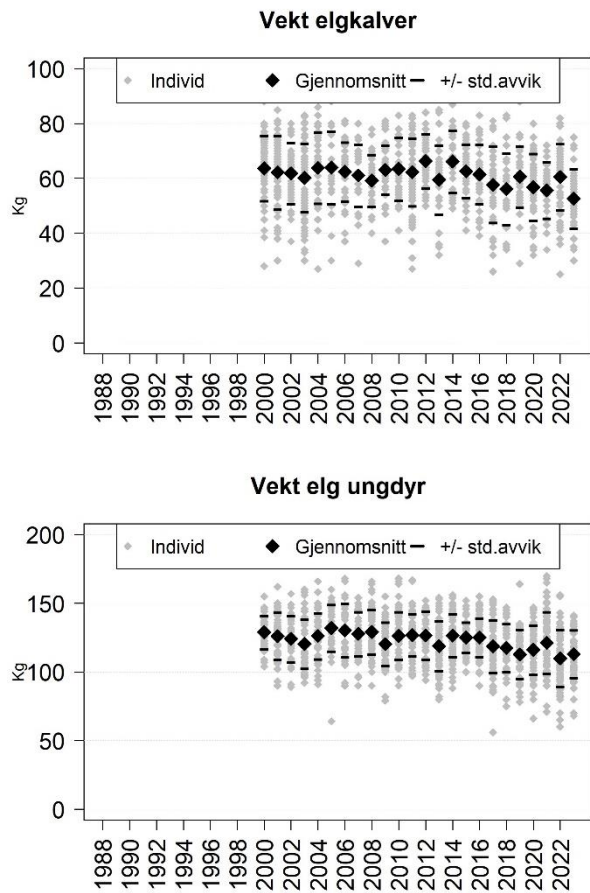 Vekt elgkalver
Individ Gjennomsnitt +/- std.avvik
100
80
60
40
20
0
Kg
1988 1990 1992 1994 1996 1998 2000 2002 2004 2006 2008 2010 2012 2014 2016 2018 2020 2022
Vekt elg ungdyr
Individ Gjennomsnitt +/- std.avvik
200
150
100
50
0
Kg
1988 1990 1992 1994 1996 1998 2000 2002 2004 2006 2008 2010 2012 2014 2016 2018 2020 2022